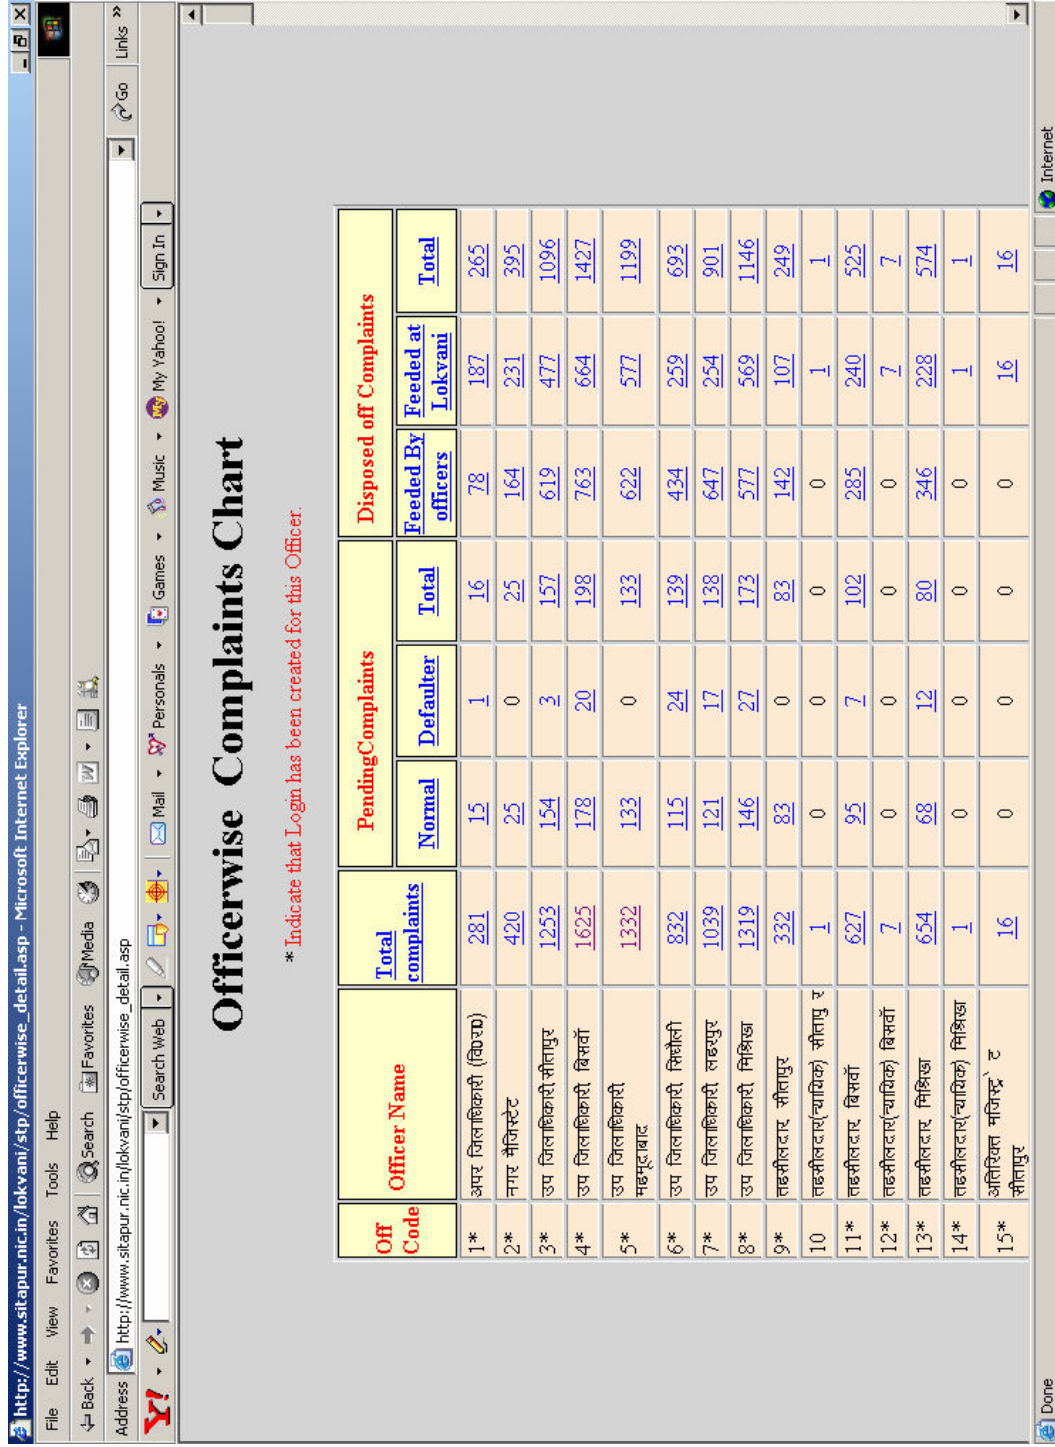 http://www.sitapur.nic.in/lokvani/stp/officerwise_detail.asp - Microsoft Internet Explorer
File Edit View Favorites Tools Help
Back Search Favorites Media
Address http://www.sitapur.nic.in/lokvani/stp/officerwise_detail.asp Go Links »
Y! Search Web Mail Personals Games Music My Yahoo! Sign In
Officerwise Complaints Chart
* Indicate that Login has been created for this Officer.
Off Code Officer Name Total complaints PendingComplaints Disposed off Complaints
Normal Defaulter Total Feeded By officers Feeded at Lokvani Total
1* अपर जिलाधिकारी (वि०रा०) 281 15 1 16 78 187 265
2* नगर मैजिस्टेट 420 25 0 25 164 231 395
3* उप जिलाधिकारी सीतापुर 1253 154 3 157 619 477 1096
4* उप जिलाधिकारी बिसवॉ 1625 178 20 198 763 664 1427
5* उप जिलाधिकारी महमूदाबाद 1332 133 0 133 622 577 1199
6* उप जिलाधिकारी सिधौली 832 115 24 139 434 259 693
7* उप जिलाधिकारी लहरपुर 1039 121 17 138 647 254 901
8* उप जिलाधिकारी मिश्रिख 1319 146 27 173 577 569 1146
9* तहसीलदार सीतापुर 332 83 0 83 142 107 249
10 तहसीलदार(न्यायिक) सीतापु र 1 0 0 0 0 1 1
11* तहसीलदार बिसवॉ 627 95 7 102 285 240 525
12* तहसीलदार(न्यायिक) बिसवॉ 7 0 0 0 0 7 7
13* तहसीलदार मिश्रिख 654 68 12 80 346 228 574
14* तहसीलदार(न्यायिक) मिश्रिख 1 0 0 0 0 1 1
15* अतिरिक्त मजिस्ट्रे ट सीतापुर 16 0 0 0 0 16 16
Done Internet